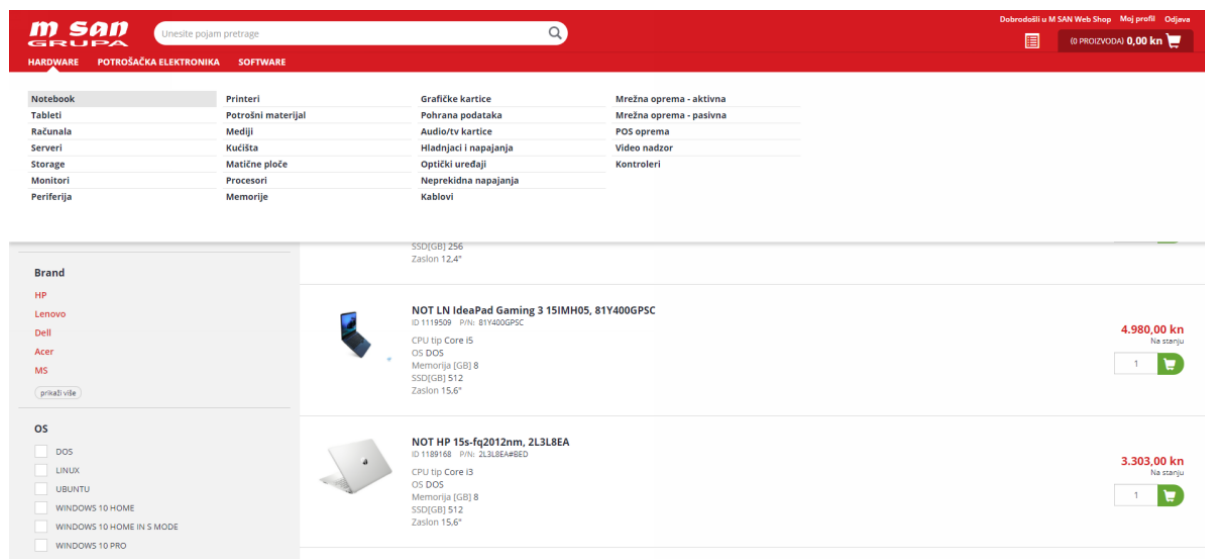 m san
GRUPA
Unesite pojam pretrage
Dobrodošli u M SAN Web Shop Moj profil Odjava
(0 PROIZVODA) 0,00 kn
HARDWARE POTROŠAČKA ELEKTRONIKA SOFTWARE
Notebook
Tableti
Računala
Serveri
Storage
Monitori
Periferija
Printeri
Potrošni materijal
Mediji
Kućišta
Matične ploče
Procesori
Memorije
Grafičke kartice
Pohrana podataka
Audio/tv kartice
Hladnjaci i napajanja
Optički uređaji
Neprekidna napajanja
Kablovi
Mrežna oprema - aktivna
Mrežna oprema - pasivna
POS oprema
Video nadzor
Kontroleri
Brand
HP
Lenovo
Dell
Acer
MS
prikaži više
OS
DOS
LINUX
UBUNTU
WINDOWS 10 HOME
WINDOWS 10 HOME IN S MODE
WINDOWS 10 PRO
SSD[GB] 256
Zaslon 12,4"
NOT LN IdeaPad Gaming 3 15IMH05, 81Y400GPSC
ID 1119509 P/N: 81Y400GPSC
CPU tip Core i5
OS DOS
Memorija [GB] 8
SSD[GB] 512
Zaslon 15,6"
4.980,00 kn
Na stanju
1
NOT HP 15s-fq2012nm, 2L3L8EA
ID 1189168 P/N: 2L3L8EA#BED
CPU tip Core i3
OS DOS
Memorija [GB] 8
SSD[GB] 512
Zaslon 15,6"
3.303,00 kn
Na stanju
1